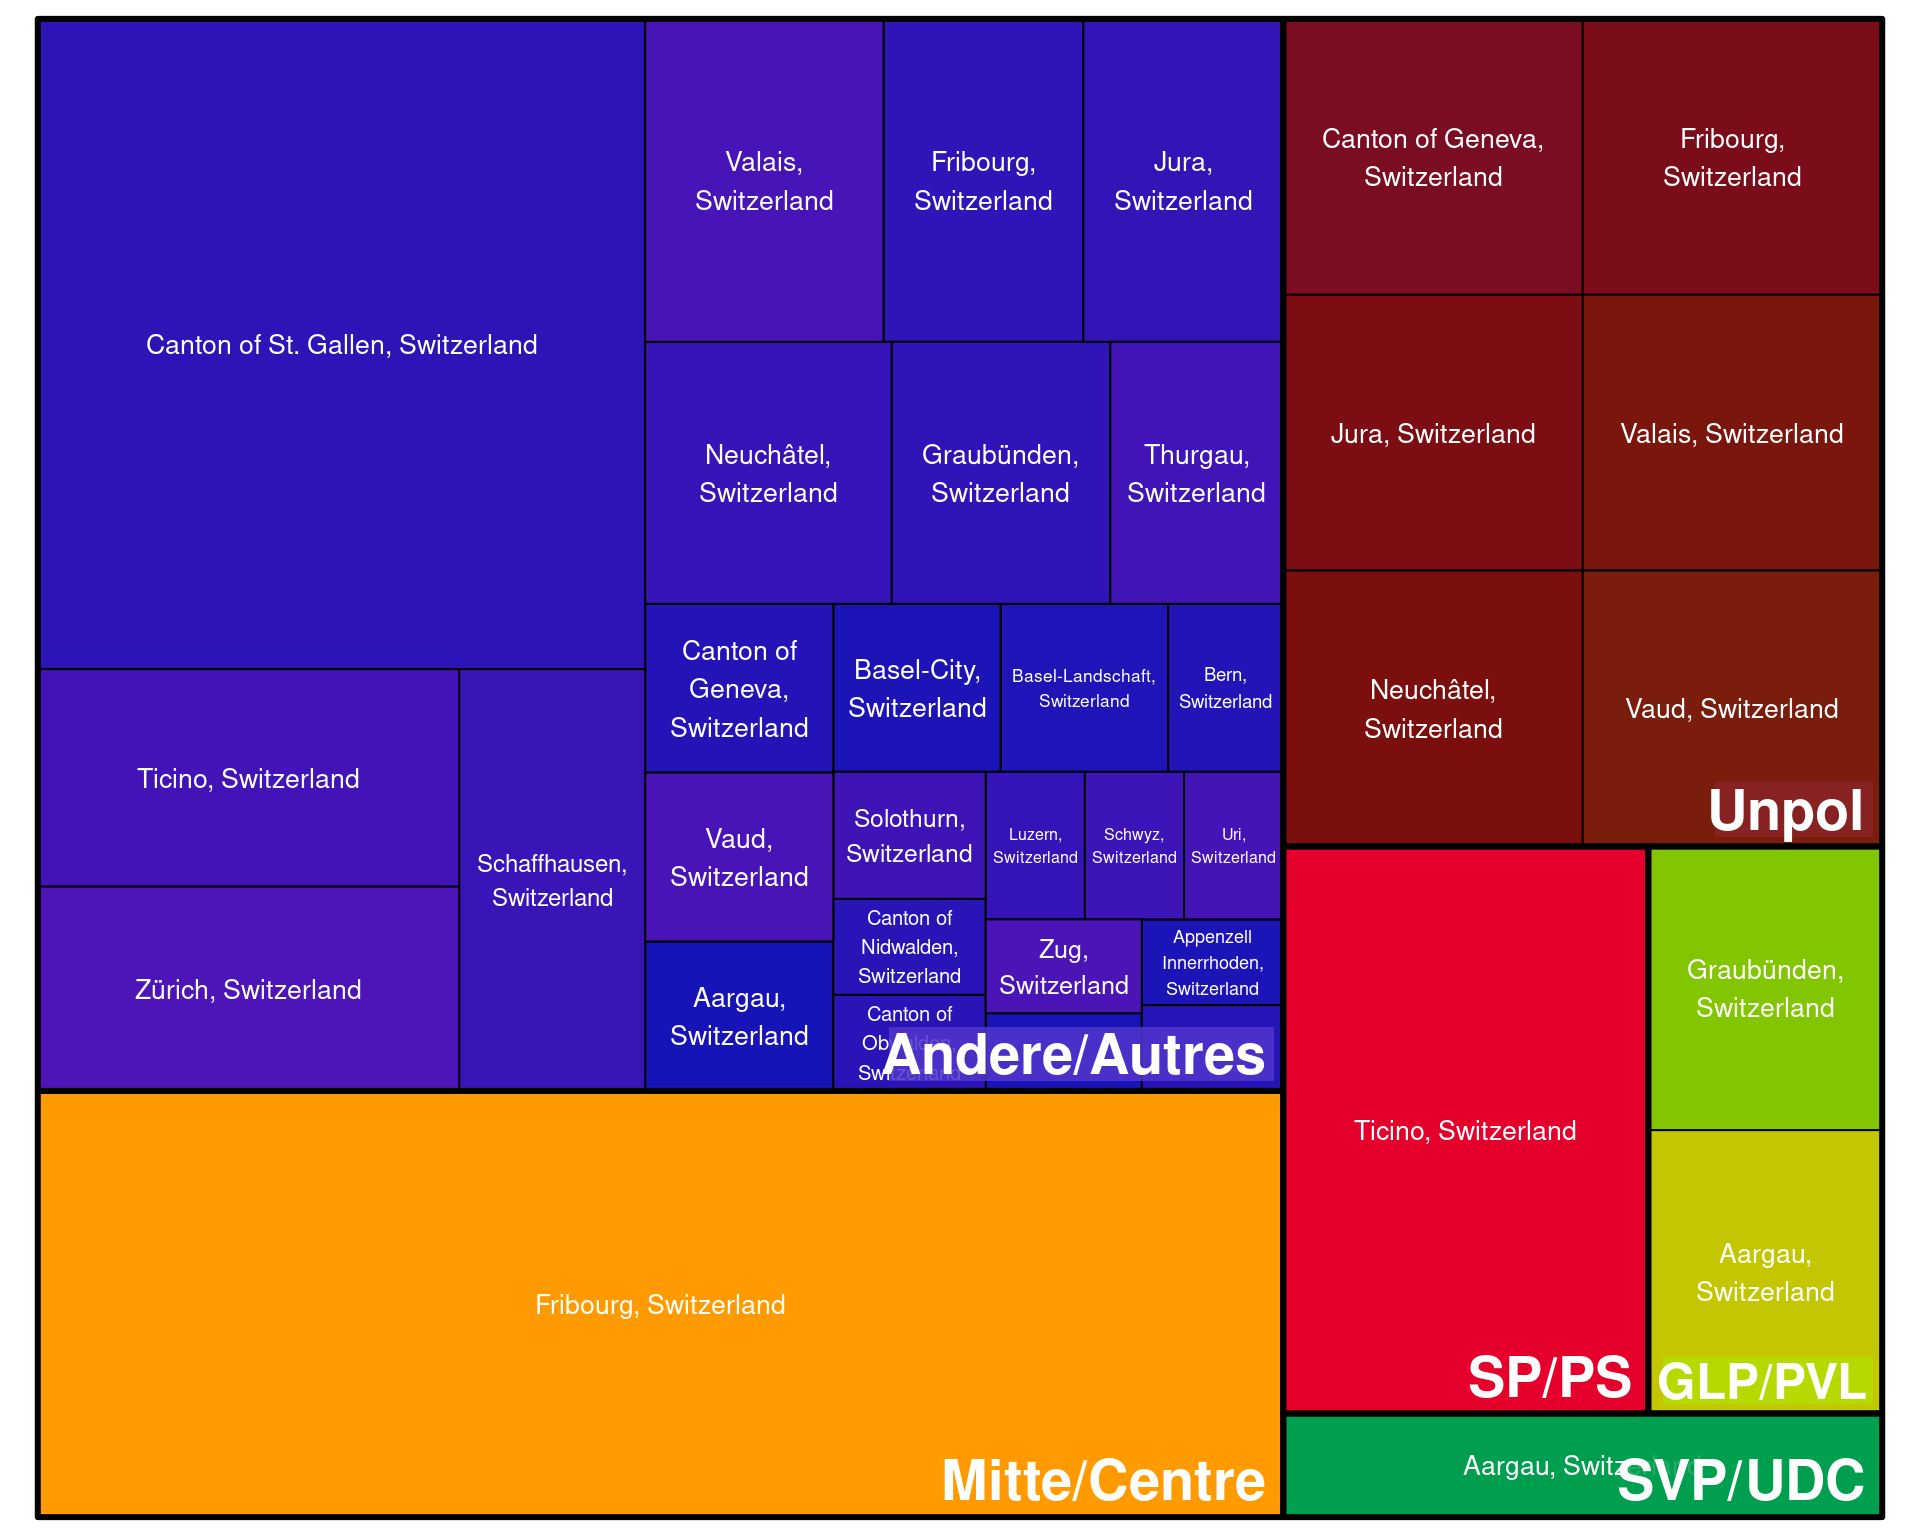 Canton of St. Gallen, Switzerland
Ticino, Switzerland
Zürich, Switzerland
Schaffhausen,
Switzerland
Valais,
Switzerland
Fribourg,
Switzerland
Jura,
Switzerland
Neuchâtel,
Switzerland
Graubünden,
Switzerland
Thurgau,
Switzerland
Canton of
Geneva,
Switzerland
Basel-City,
Switzerland
Basel-Landschaft,
Switzerland
Bern,
Switzerland
Vaud,
Switzerland
Aargau,
Switzerland
Solothurn,
Switzerland
Luzern,
Switzerland
Schwyz,
Switzerland
Uri,
Switzerland
Canton of
Nidwalden,
Switzerland
Zug,
Switzerland
Appenzell
Innerrhoden,
Switzerland
Canton of
Obwalden,
Switzerland
Andere/Autres
Fribourg, Switzerland
Mitte/Centre
Canton of Geneva,
Switzerland
Fribourg,
Switzerland
Jura, Switzerland
Valais, Switzerland
Neuchâtel,
Switzerland
Vaud, Switzerland
Unpol
Ticino, Switzerland
SP/PS
Graubünden,
Switzerland
Aargau,
Switzerland
GLP/PVL
Aargau, Switzerland
SVP/UDC